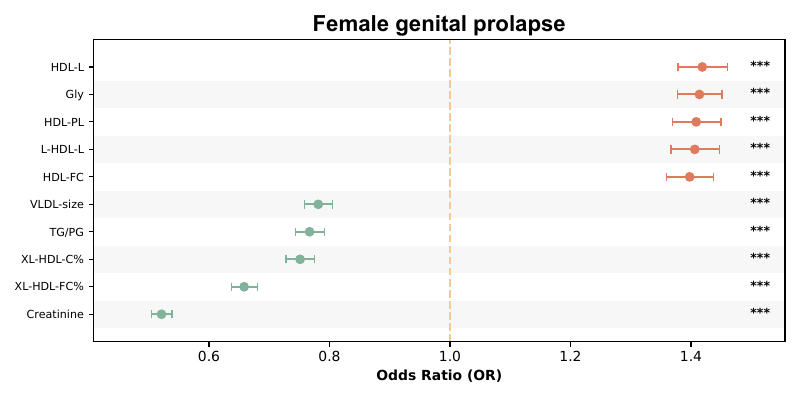 Female genital prolapse
HDL-L ***
Gly ***
HDL-PL ***
L-HDL-L ***
HDL-FC ***
VLDL-size ***
TG/PG ***
XL-HDL-C% ***
XL-HDL-FC% ***
Creatinine ***
0.6 0.8 1.0 1.2 1.4
Odds Ratio (OR)